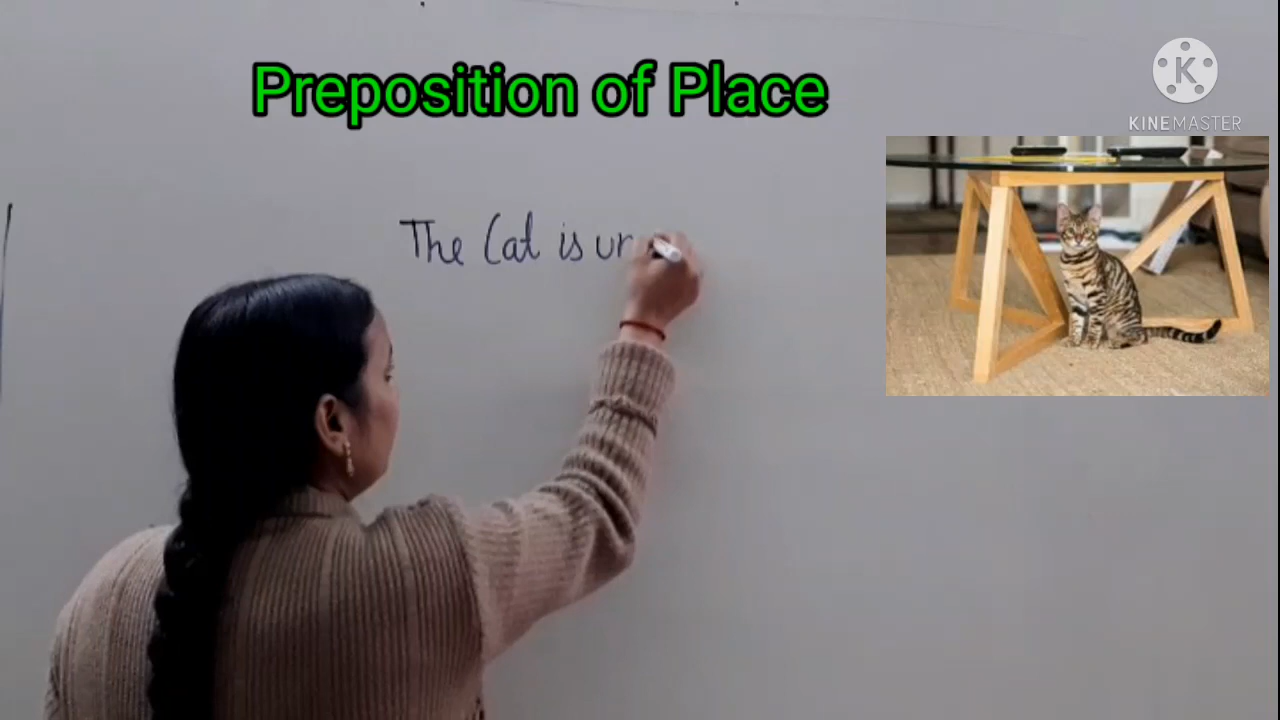 Preposition of Place
KINEMASTER
The Cat is un